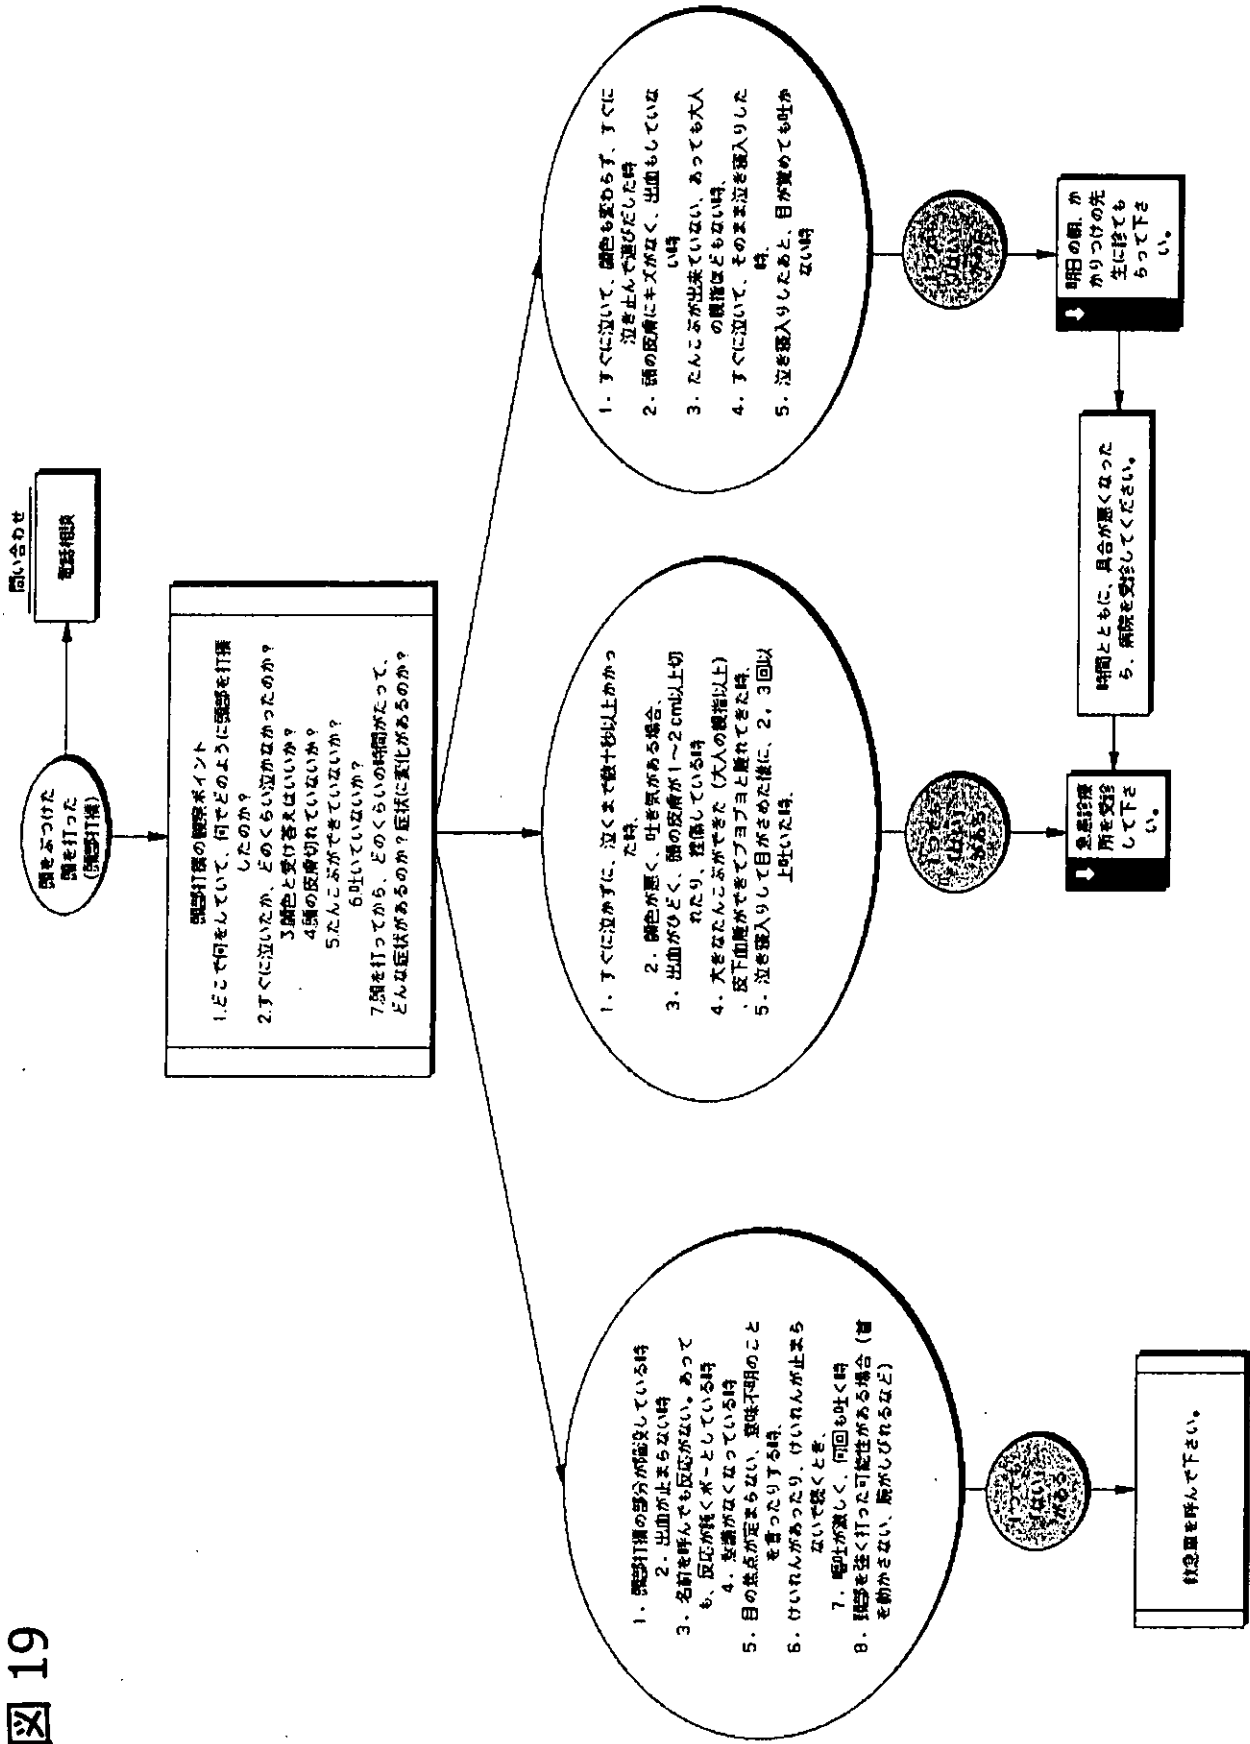 図 19
問い合わせ
電話相談
頭をぶつけた
頭を打った
(頭部打撲)
頭部打撲の観察ポイント
1.どこで何をしていて、何でどのように頭部を打撲
したのか?
2.すぐに泣いたか、どのくらい泣かなかったのか?
3.顔色と受け答えはいいか?
4.頭の皮膚切れていないか?
5.たんこぶができていないか?
6.吐いていないか?
7.頭を打ってから、どのくらいの時間がたって、
どんな症状があるのか?症状に変化があるのか?
1. 頭部打撲の部分が陥没している時
2. 出血が止まらない時
3. 名前を呼んでも反応がない。あって
も、反応が鈍くボーとしている時
4. 意識がなくなっている時
5. 目の焦点が定まらない、意味不明のこと
を言ったりする時、
6. けいれんがあったり、けいれんが止まら
ないで続くとき、
7. 嘔吐が激しく、何回も吐く時
8. 頚部を強く打った可能性がある場合(首
を動かさない、腕がしびれるなど)
1つでも
「はい」
がある
救急車を呼んで下さい。
1. すぐに泣かずに、泣くまで数十秒以上かかっ
た時、
2. 顔色が悪く、吐き気がある場合、
3. 出血がひどく、頭の皮膚が1〜2cm以上切
れたり、挫傷している時
4. 大きなたんこぶができた(大人の親指以上)
、皮下血腫ができてブヨブヨと腫れてきた時、
5. 泣き寝入りして目がさめた後に、2,3回以
上吐いた時、
1つでも
「はい」
がある
急患診療
所を受診
して下さ
い。
1. すぐに泣いて、顔色も変わらず、すぐに
泣き止んで遊びだした時
2. 頭の皮膚にキズがなく、出血もしていな
い時
3. たんこぶが出来ていない、あっても大人
の親指ほどもない時、
4. すぐに泣いて、そのまま泣き寝入りした
時、
5. 泣き寝入りしたあと、目が覚めても吐か
ない時
1つでも
「はい」
がある
明日の朝、か
かりつけの先
生に診ても
らって下さ
い。
時間とともに、具合が悪くなった
ら、病院を受診してください。